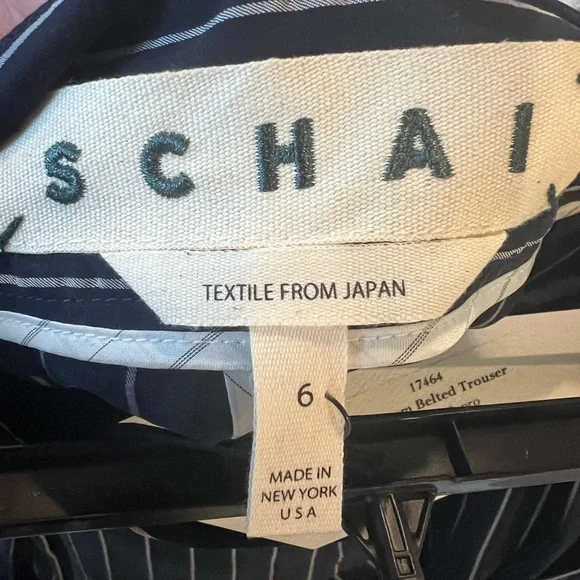 SCHAI
TEXTILE FROM JAPAN
6
17464
Belted Trouser
MADE IN
NEW YORK
USA